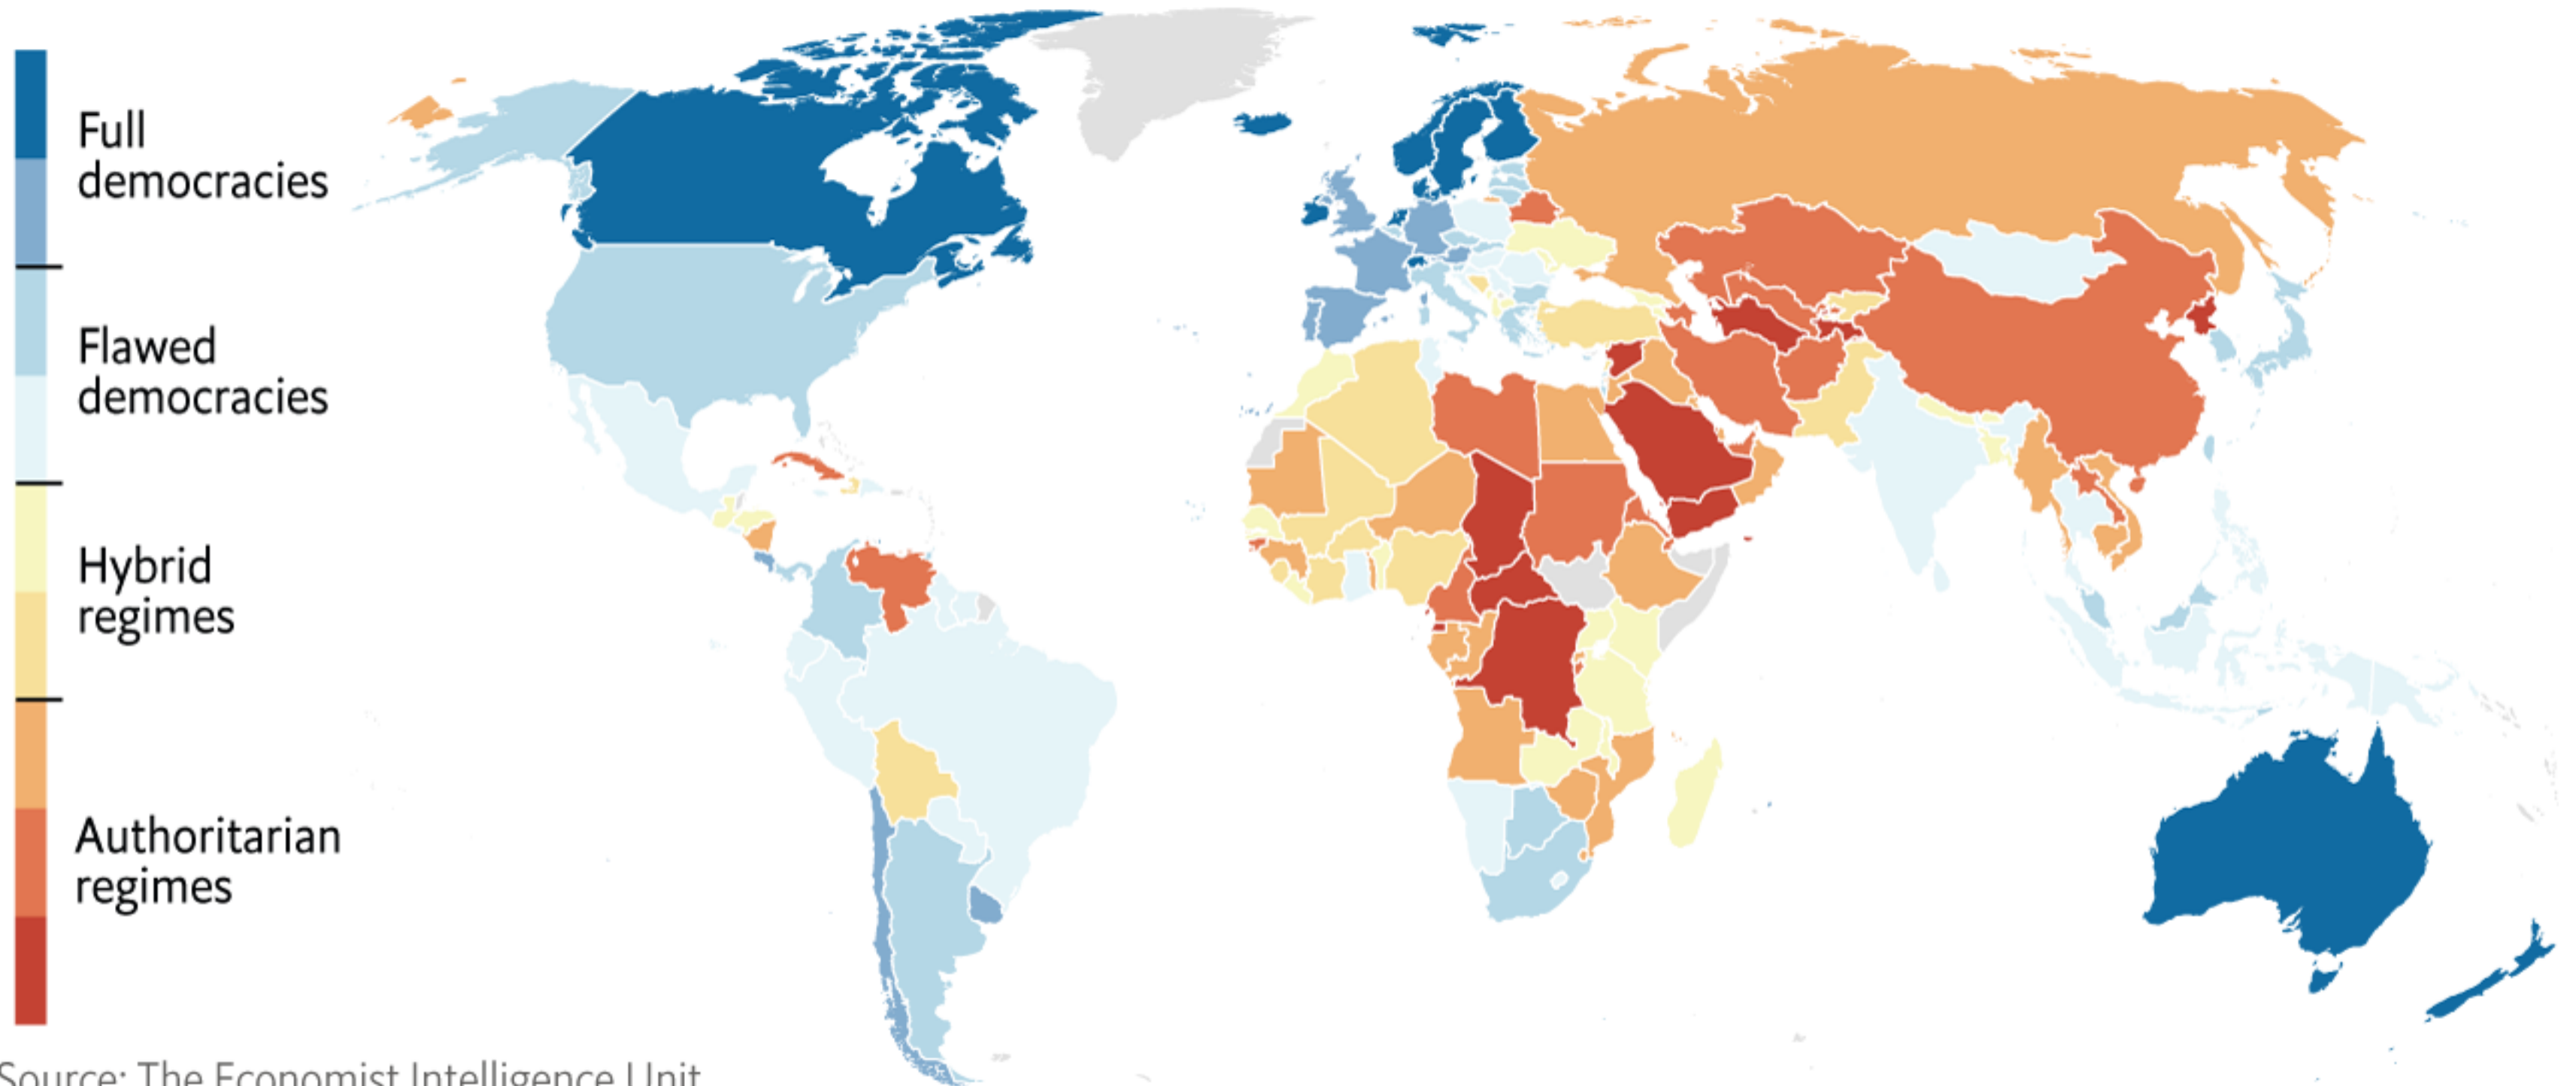 Full
democracies
Flawed
democracies
Hybrid
regimes
Authoritarian
regimes
Source: The Economist Intelligence Unit